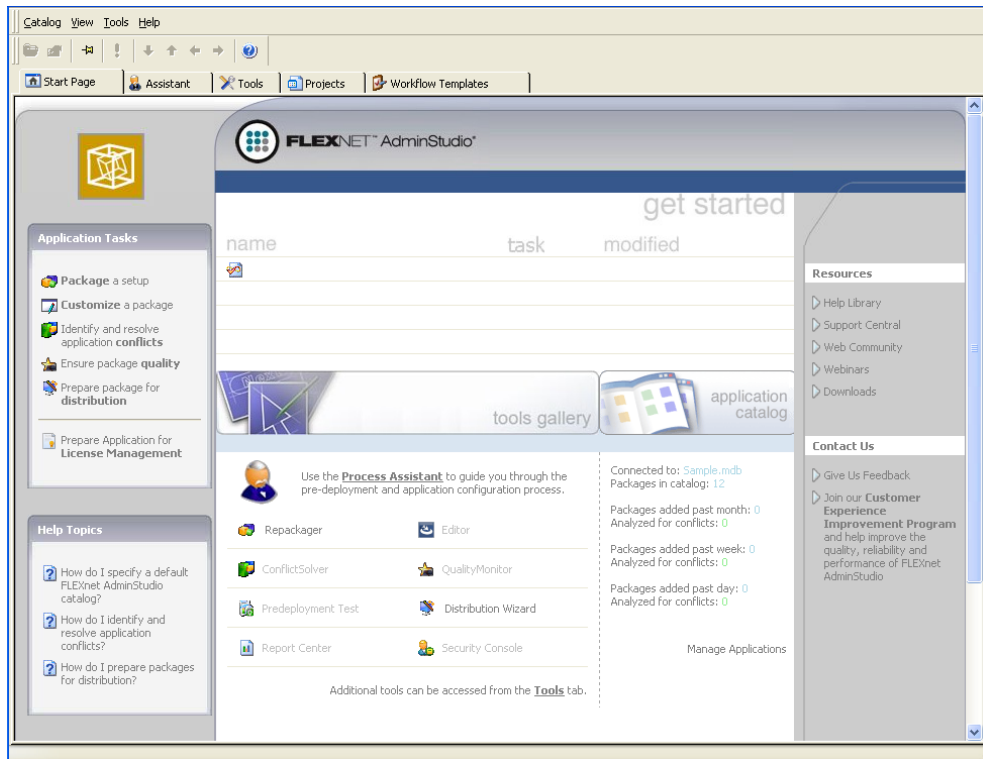 Catalog View Tools Help
Start Page Assistant Tools Projects Workflow Templates
FLEXNET™ AdminStudio®
get started
name task modified
Application Tasks
Package a setup
Customize a package
Identify and resolve
application conflicts
Ensure package quality
Prepare package for
distribution
Prepare Application for
License Management
Help Topics
How do I specify a default
FLEXnet AdminStudio
catalog?
How do I identify and
resolve application
conflicts?
How do I prepare packages
for distribution?
tools gallery
application
catalog
Use the Process Assistant to guide you through the
pre-deployment and application configuration process.
Repackager Editor
ConflictSolver QualityMonitor
Predeployment Test Distribution Wizard
Report Center Security Console
Additional tools can be accessed from the Tools tab.
Connected to: Sample.mdb
Packages in catalog: 12
Packages added past month: 0
Analyzed for conflicts: 0
Packages added past week: 0
Analyzed for conflicts: 0
Packages added past day: 0
Analyzed for conflicts: 0
Manage Applications
Resources
Help Library
Support Central
Web Community
Webinars
Downloads
Contact Us
Give Us Feedback
Join our Customer
Experience
Improvement Program
and help improve the
quality, reliability and
performance of FLEXnet
AdminStudio